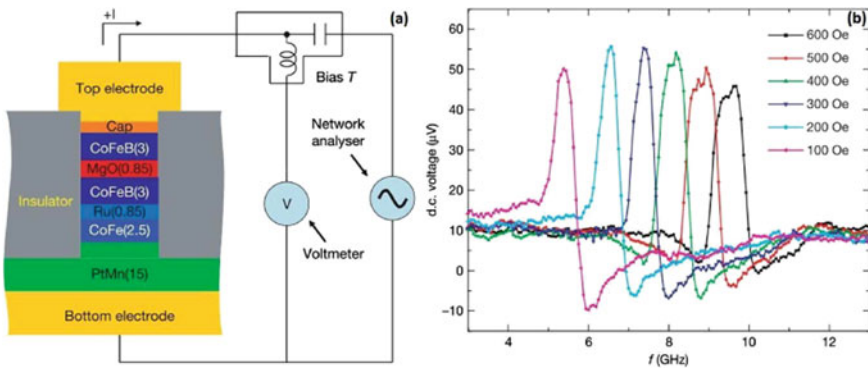 +I
(a)
Top electrode
Bias T
Cap
CoFeB(3)
MgO(0.85)
CoFeB(3)
Ru(0.85)
CoFe(2.5)
Insulator
PtMn(15)
Bottom electrode
Network
analyser
V
Voltmeter
(b)
60
50
40
30
20
10
0
−10
d.c. voltage (μV)
600 Oe
500 Oe
400 Oe
300 Oe
200 Oe
100 Oe
4
6
8
10
12
f (GHz)